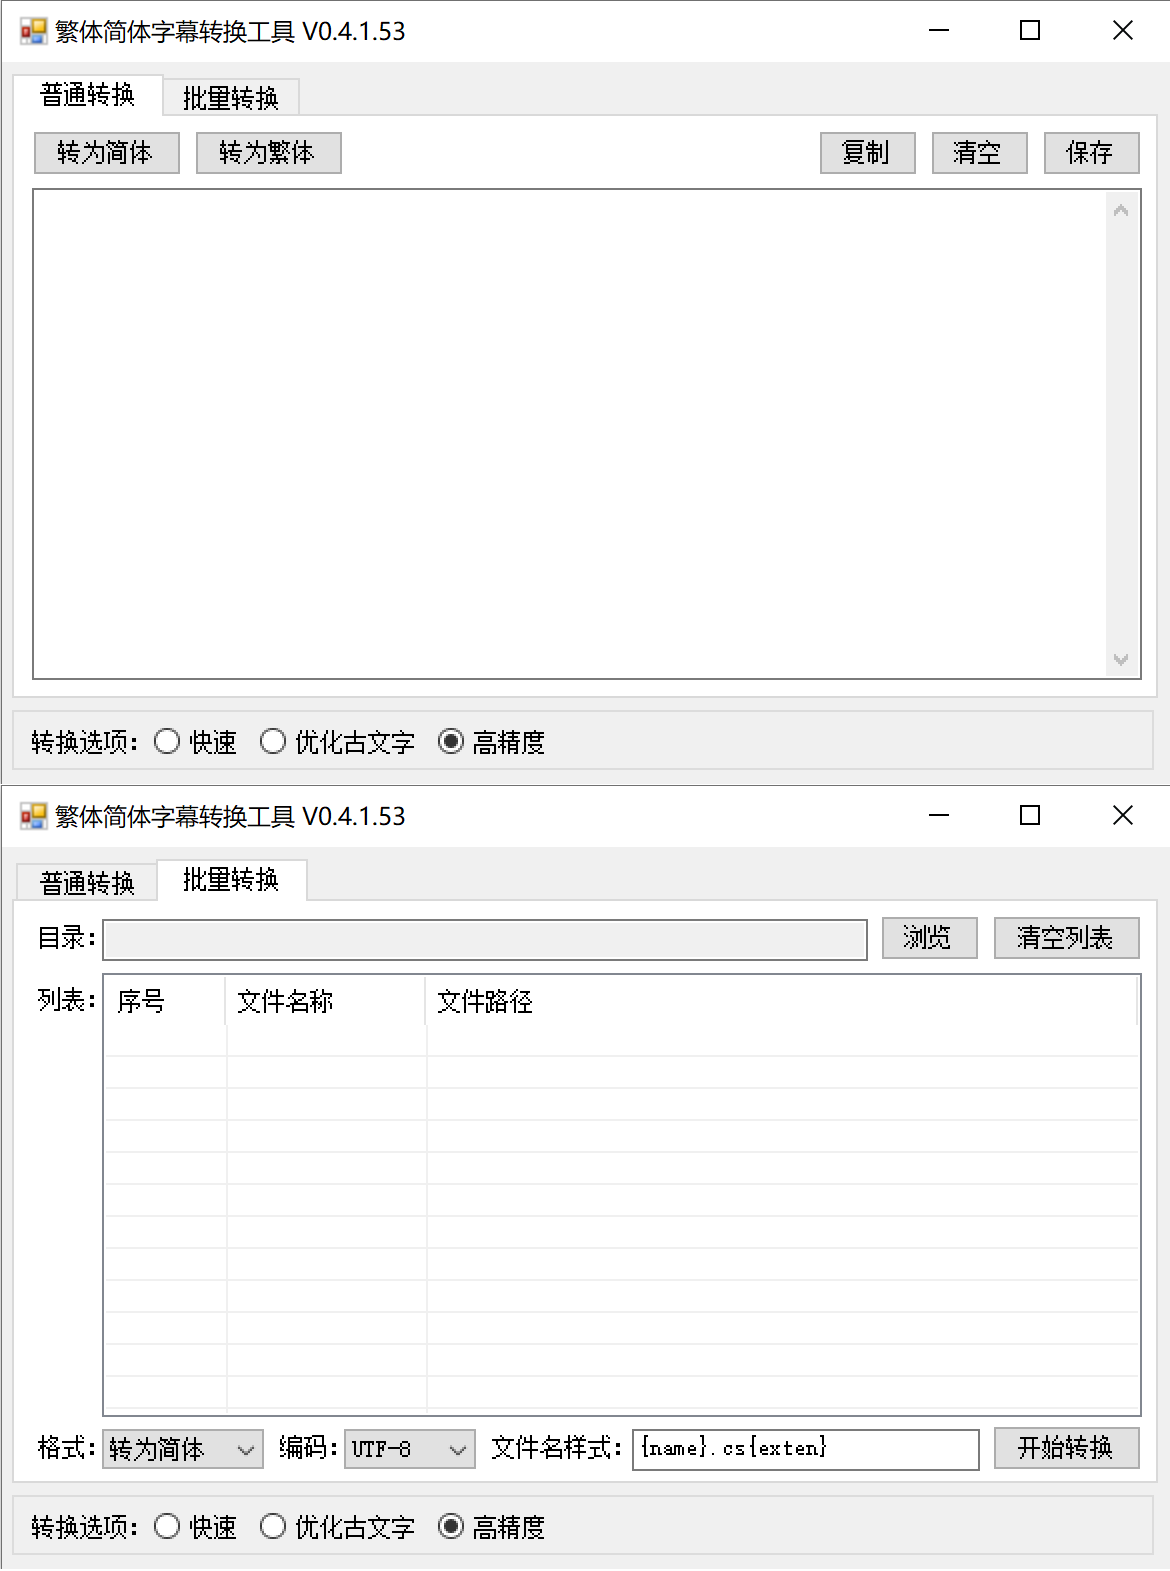 繁体简体字幕转换工具 V0.4.1.53
普通转换 批量转换
转为简体 转为繁体 复制 清空 保存
转换选项: 快速 优化古文字 高精度
繁体简体字幕转换工具 V0.4.1.53
普通转换 批量转换
目录: 浏览 清空列表
列表: 序号 文件名称 文件路径
格式: 转为简体 编码: UTF-8 文件名样式: {name}.cs{exten} 开始转换
转换选项: 快速 优化古文字 高精度